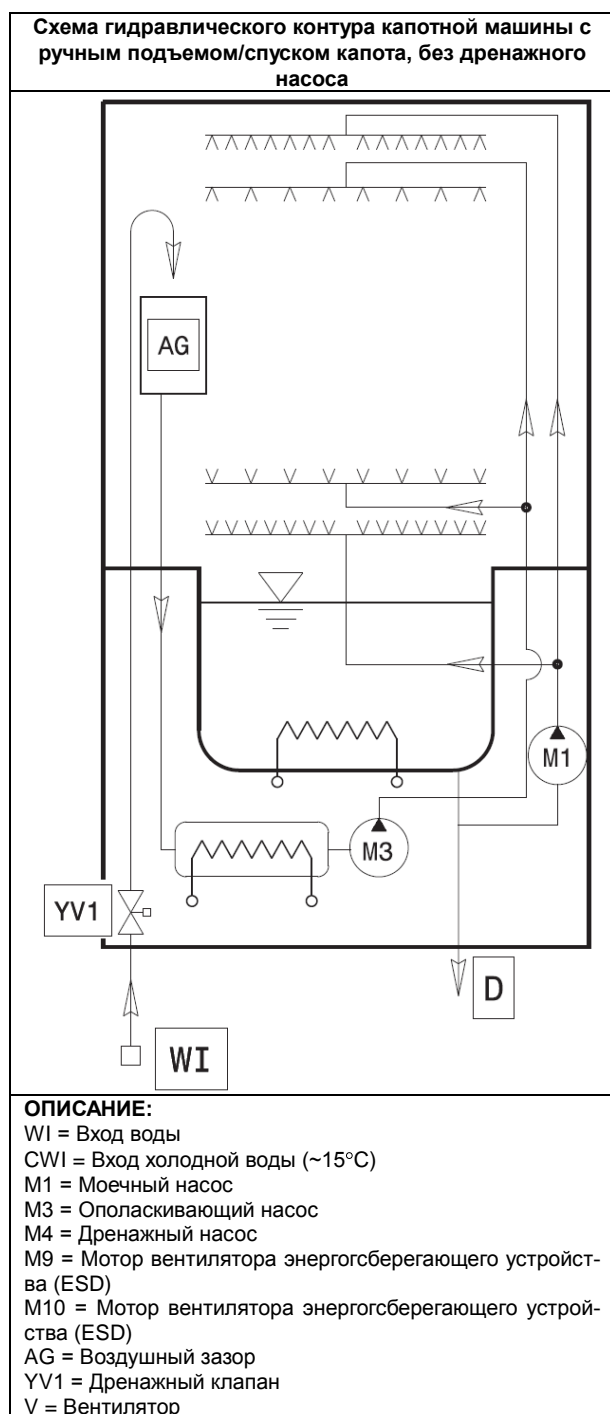 Схема гидравлического контура капотной машины с
ручным подъемом/спуском капота, без дренажного
насоса
AG
M1
M3
YV1
D
WI
ОПИСАНИЕ:
WI = Вход воды
CWI = Вход холодной воды (~15°C)
M1 = Моечный насос
M3 = Ополаскивающий насос
M4 = Дренажный насос
M9 = Мотор вентилятора энергогсберегающего устройст-
ва (ESD)
M10 = Мотор вентилятора энергогсберегающего устрой-
ства (ESD)
AG = Воздушный зазор
YV1 = Дренажный клапан
V = Вентилятор